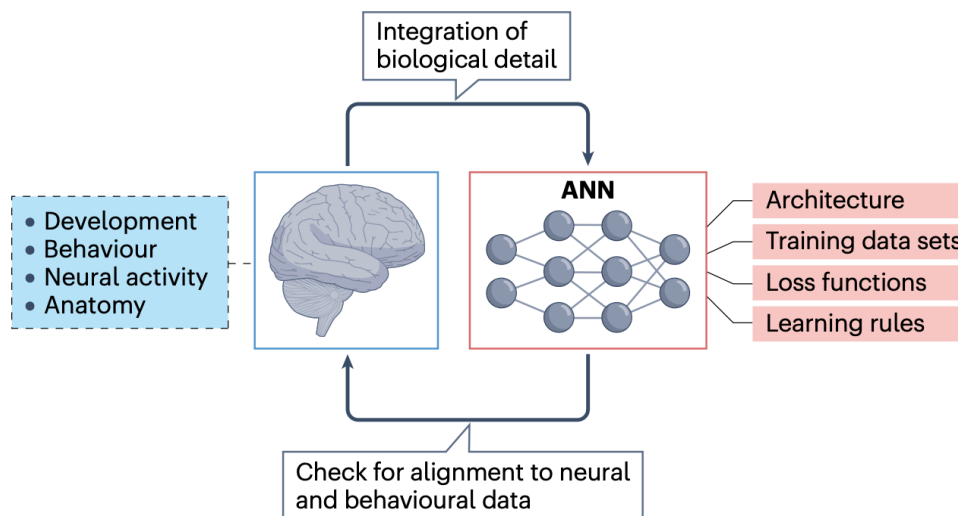 Integration of
biological detail
• Development
• Behaviour
• Neural activity
• Anatomy
ANN
Architecture
Training data sets
Loss functions
Learning rules
Check for alignment to neural
and behavioural data